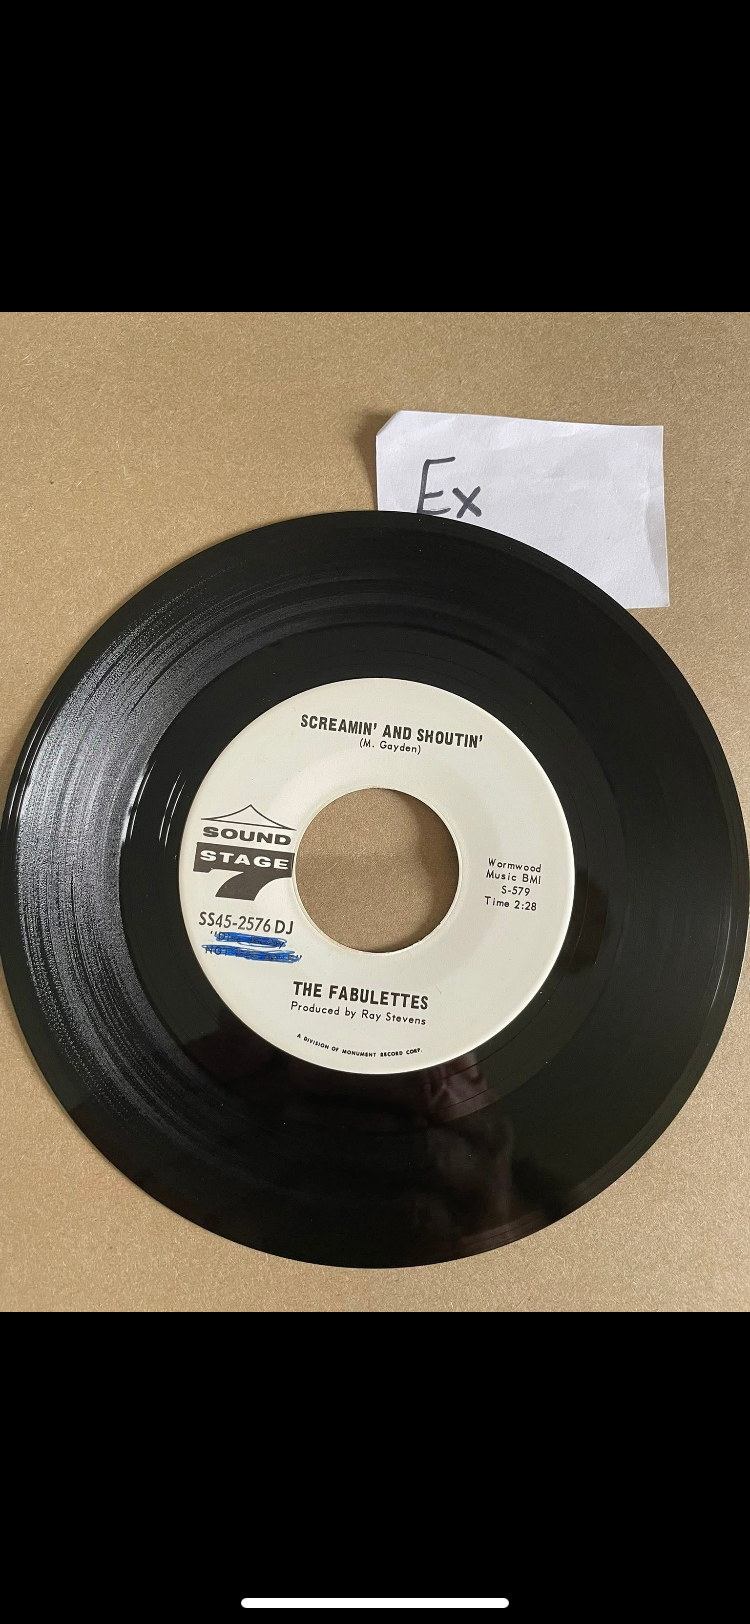 Ex
SCREAMIN' AND SHOUTIN'
(M. Gayden)
SOUND
STAGE
7
Wormwood
Music BMI
S-579
Time 2:28
SS45-2576 DJ
THE FABULETTES
Produced by Ray Stevens
A DIVISION OF MONUMENT RECORD CORP.